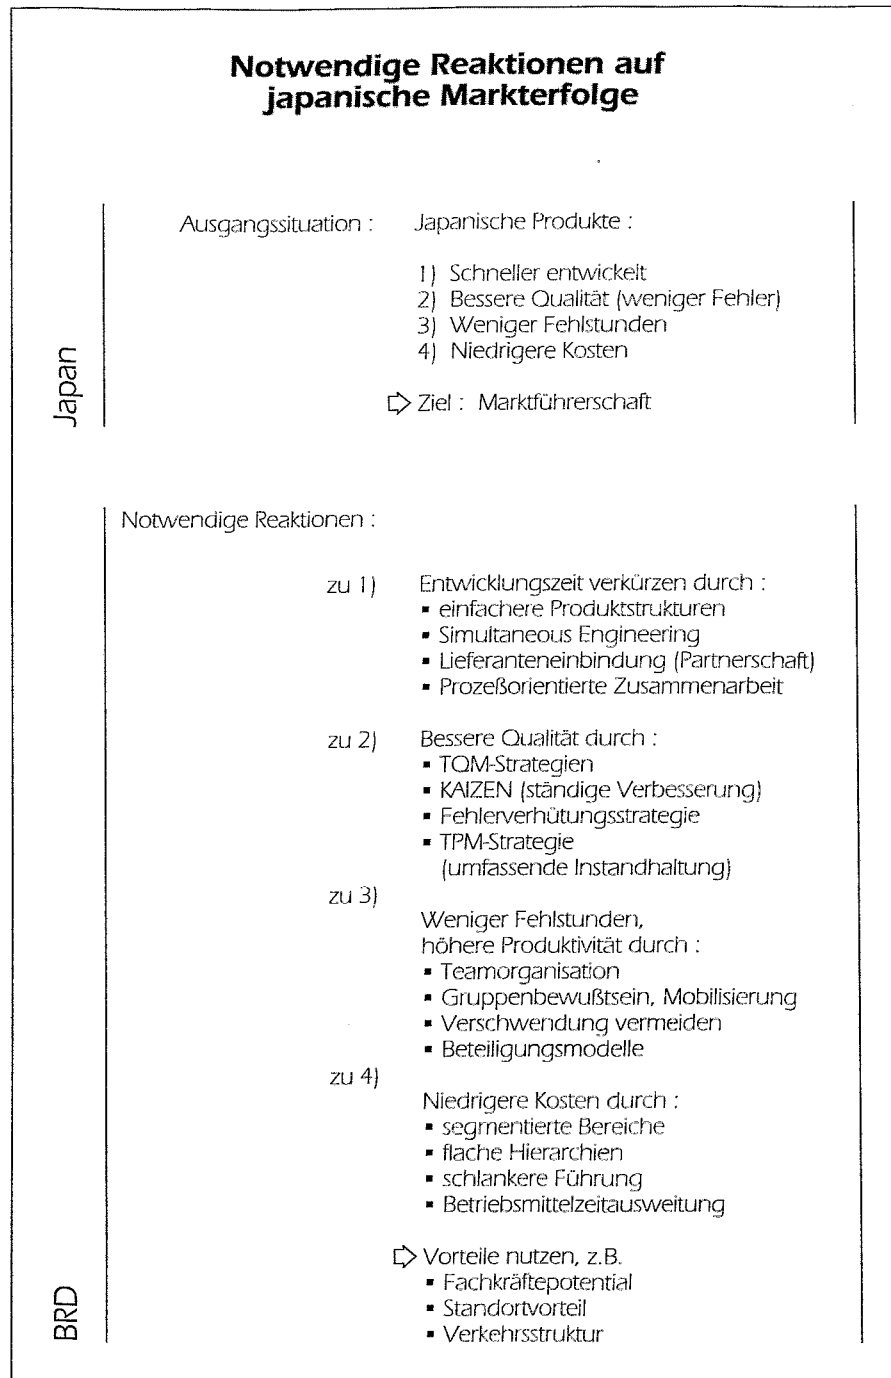 Notwendige Reaktionen auf
japanische Markterfolge
Japan
Ausgangssituation : Japanische Produkte :
1) Schneller entwickelt
2) Bessere Qualität (weniger Fehler)
3) Weniger Fehlstunden
4) Niedrigere Kosten
⇨ Ziel : Marktführerschaft
BRD
Notwendige Reaktionen :
zu 1) Entwicklungszeit verkürzen durch :
▪ einfachere Produktstrukturen
▪ Simultaneous Engineering
▪ Lieferanteneinbindung (Partnerschaft)
▪ Prozeßorientierte Zusammenarbeit
zu 2) Bessere Qualität durch :
▪ TQM-Strategien
▪ KAIZEN (ständige Verbesserung)
▪ Fehlerverhütungsstrategie
▪ TPM-Strategie
(umfassende Instandhaltung)
zu 3)
Weniger Fehlstunden,
höhere Produktivität durch :
▪ Teamorganisation
▪ Gruppenbewußtsein, Mobilisierung
▪ Verschwendung vermeiden
▪ Beteiligungsmodelle
zu 4)
Niedrigere Kosten durch :
▪ segmentierte Bereiche
▪ flache Hierarchien
▪ schlankere Führung
▪ Betriebsmittelzeitausweitung
⇨ Vorteile nutzen, z.B.
▪ Fachkräftepotential
▪ Standortvorteil
▪ Verkehrsstruktur